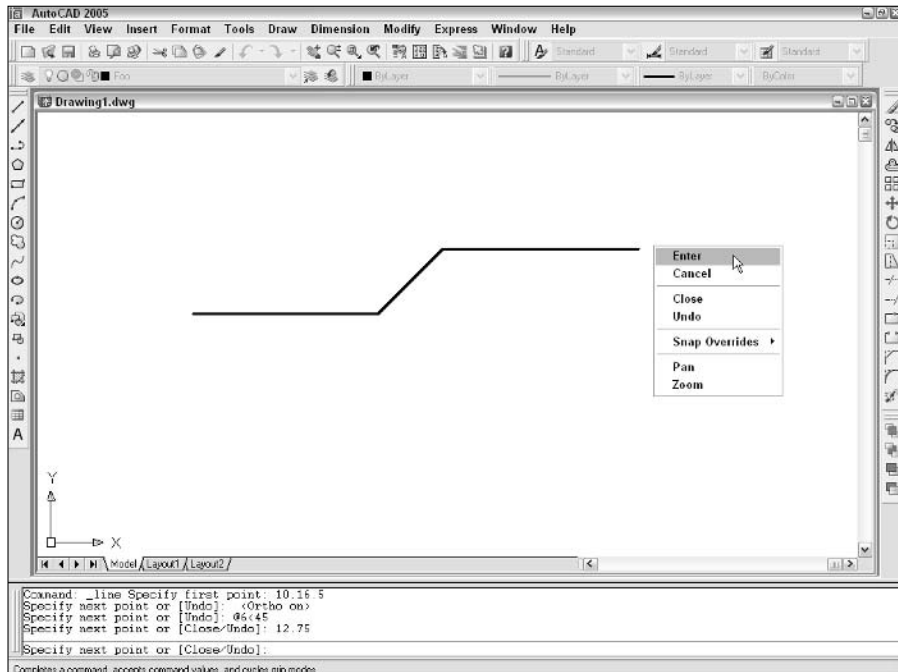 AutoCAD 2005
File Edit View Insert Format Tools Draw Dimension Modify Express Window Help
Standard Standard Standard
Foo ByLayer ByLayer ByLayer ByColor
Drawing1.dwg
Enter
Cancel
Close
Undo
Snap Overrides
Pan
Zoom
A
Y
X
Model Layout1 Layout2
Command: _line Specify first point: 10.16.5
Specify next point or [Undo]: <Ortho on>
Specify next point or [Undo]: @6<45
Specify next point or [Close/Undo]: 12.75
Specify next point or [Close/Undo]:
Completes a command, accepts command values, and cycles grip modes